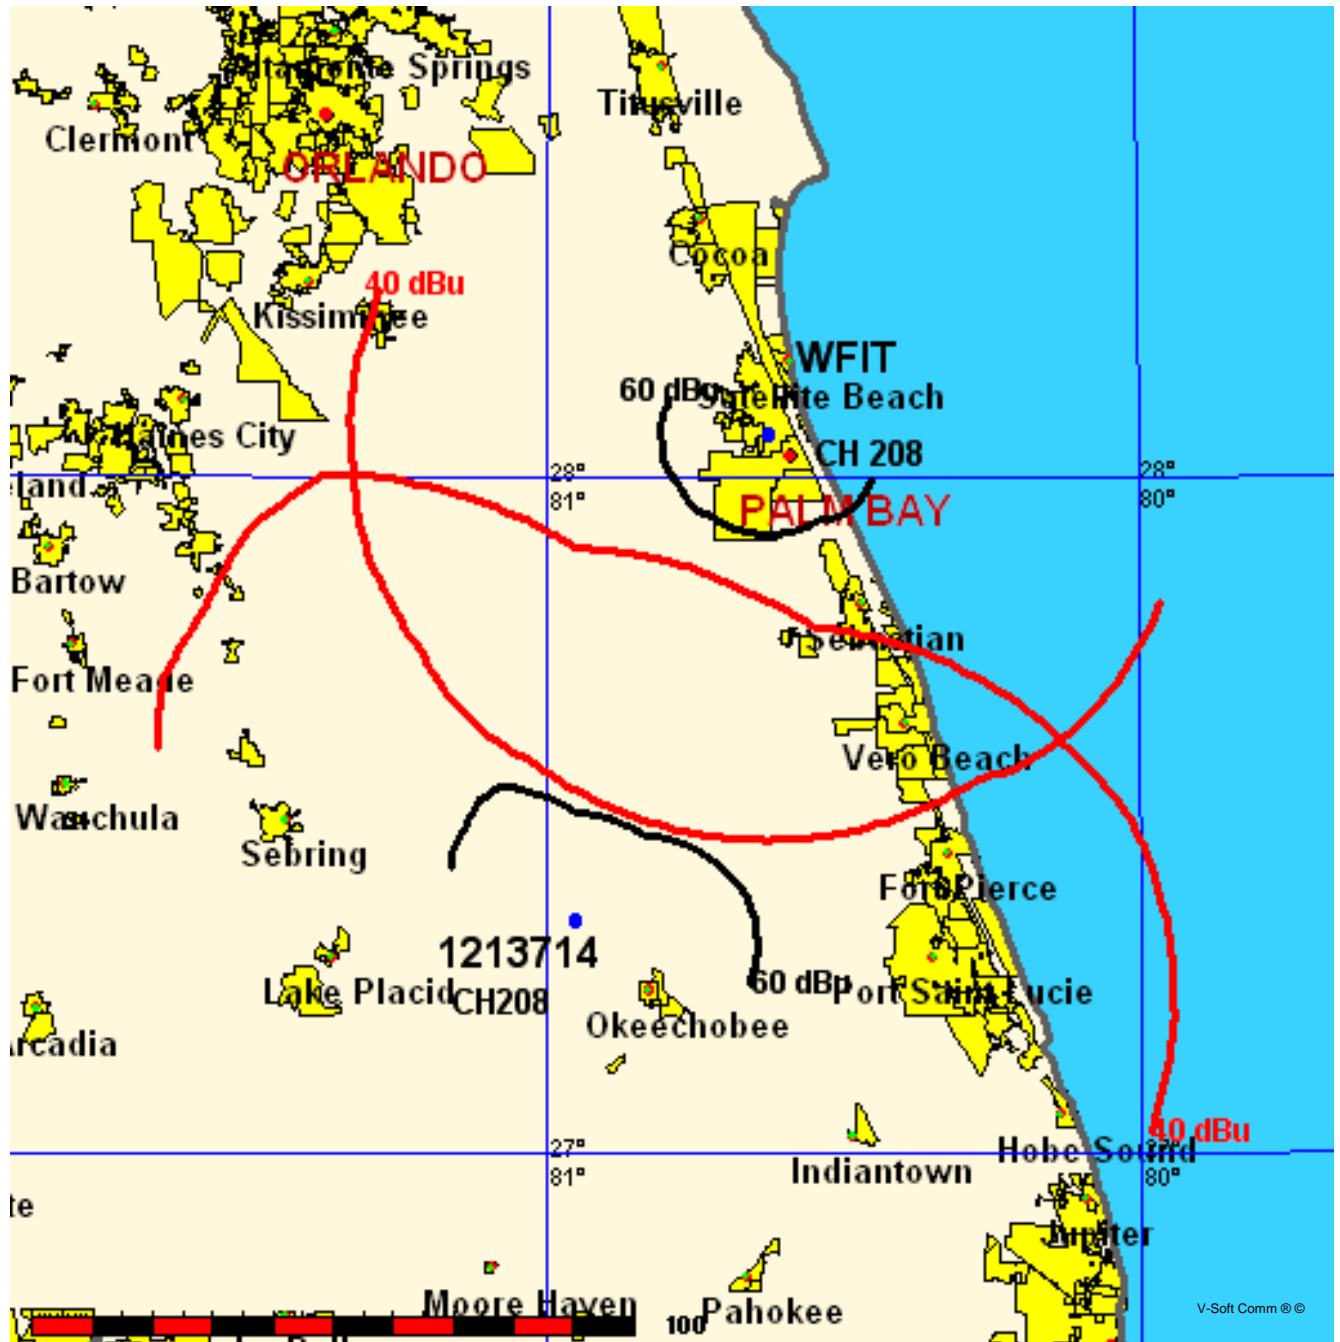 Altamonte Springs
Titusville
Clermont
ORLANDO
Cocoa
40 dBu
Kissimmee
WFIT
60 dBu Satellite Beach
Haines City
CH 208
28°
28°
81°
80°
PALM BAY
Bartow
Sebastian
Fort Meade
Vero Beach
Wauchula
Sebring
Fort Pierce
1213714
Lake Placid
CH208
60 dBu
Port Saint Lucie
Okeechobee
Arcadia
40 dBu
Hobe Sound
27°
81°
80°
Indiantown
Jupiter
Moore Haven
Pahokee
100
V-Soft Comm ® ©